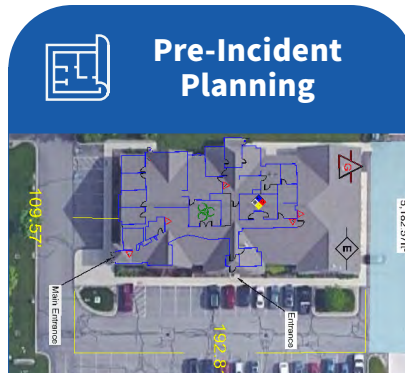 Pre-Incident
Planning
109.57'
192.8'
Main Entrance
Entrance
G
E